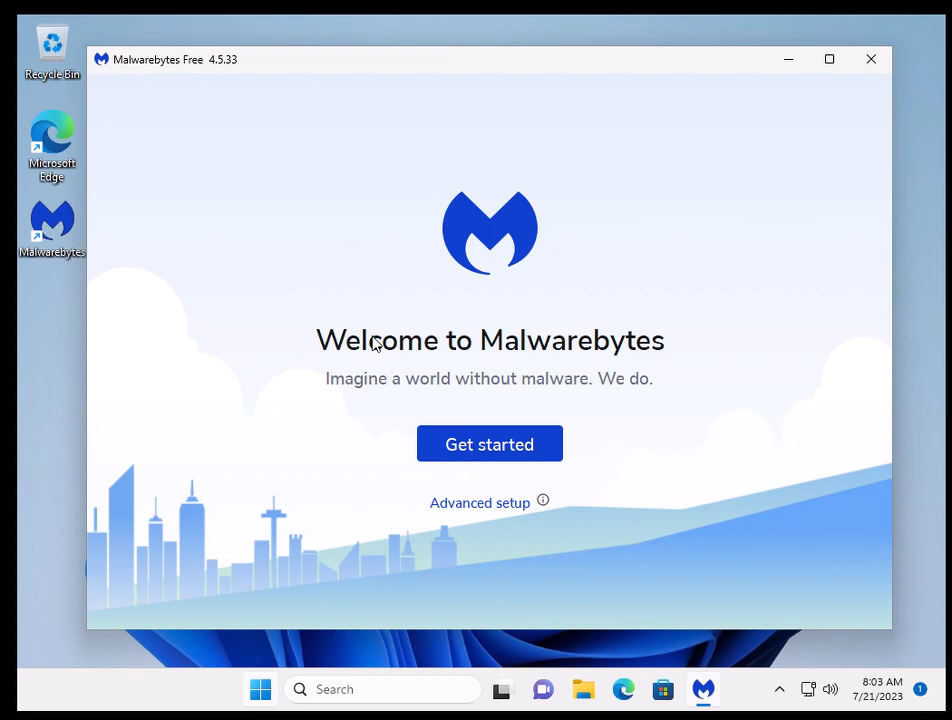 Recycle Bin
Malwarebytes Free 4.5.33
Microsoft
Edge
Malwarebytes
Welcome to Malwarebytes
Imagine a world without malware. We do.
Get started
Advanced setup
Search
8:03 AM
7/21/2023
1